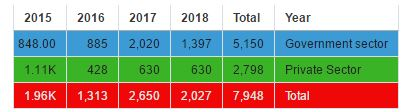 2015 2016 2017 2018 Total Year
848.00 885 2,020 1,397 5,150 Government sector
1.11K 428 630 630 2,798 Private Sector
1.96K 1,313 2,650 2,027 7,948 Total